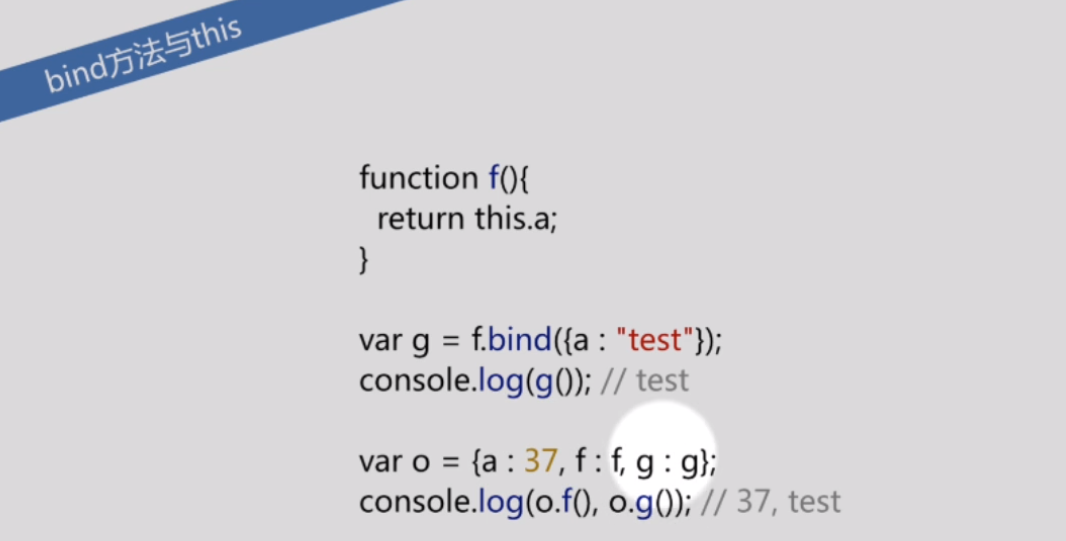 bind方法与this
function f(){
  return this.a;
}
var g = f.bind({a : "test"});
console.log(g()); // test
var o = {a : 37, f : f, g : g};
console.log(o.f(), o.g()); // 37, test